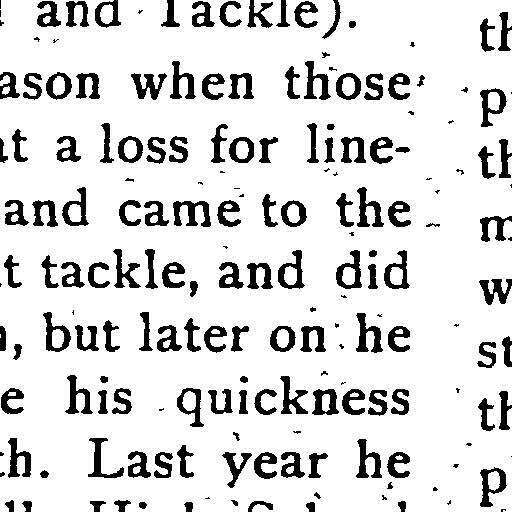 and Tackle).
ason when those
at a loss for line-
and came to the
t tackle, and did
, but later on he
e his quickness
th. Last year he
th
p
th
m
w
st
th
p